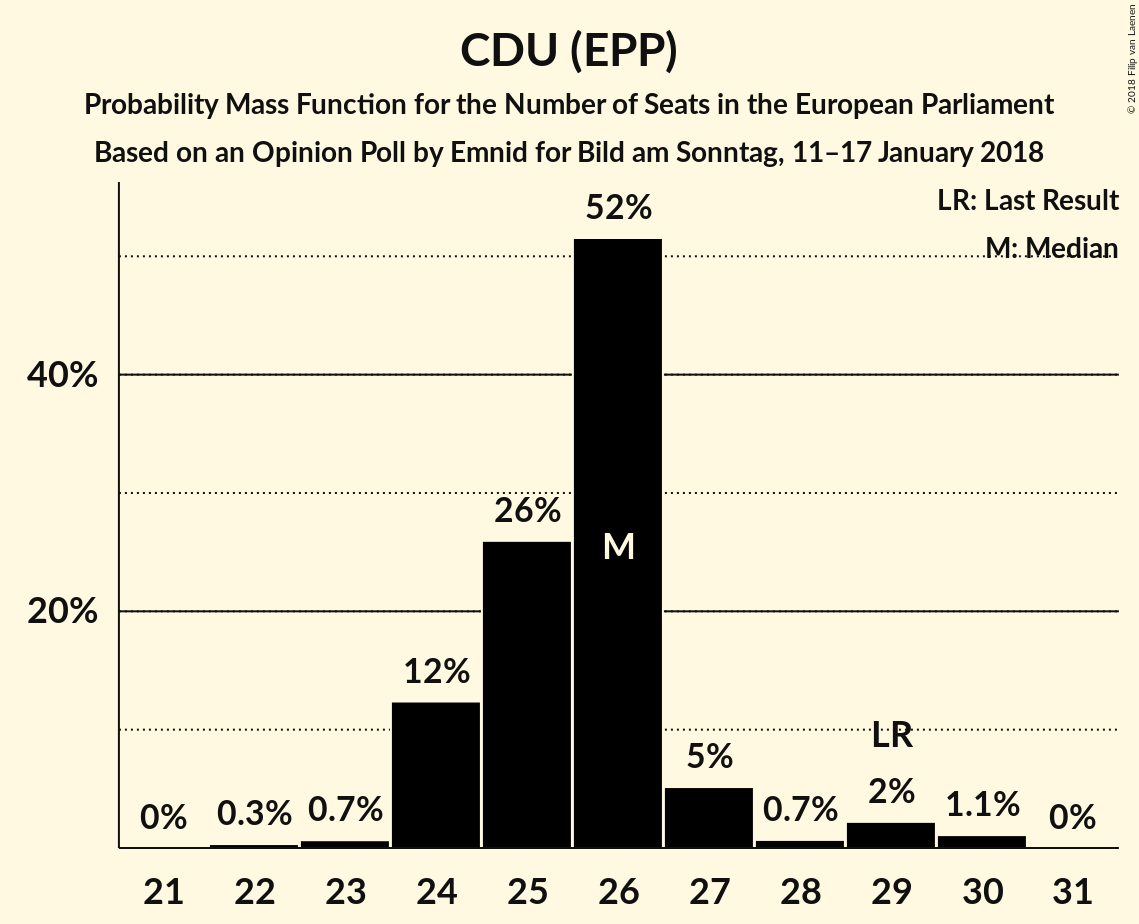 CDU (EPP)
Probability Mass Function for the Number of Seats in the European Parliament
Based on an Opinion Poll by Emnid for Bild am Sonntag, 11–17 January 2018
© 2018 Filip van Laenen
LR: Last Result
M: Median
52%
40%
26%
M
20%
12%
LR
5%
2%
0%
0.3%
0.7%
0.7%
1.1%
0%
21 22 23 24 25 26 27 28 29 30 31